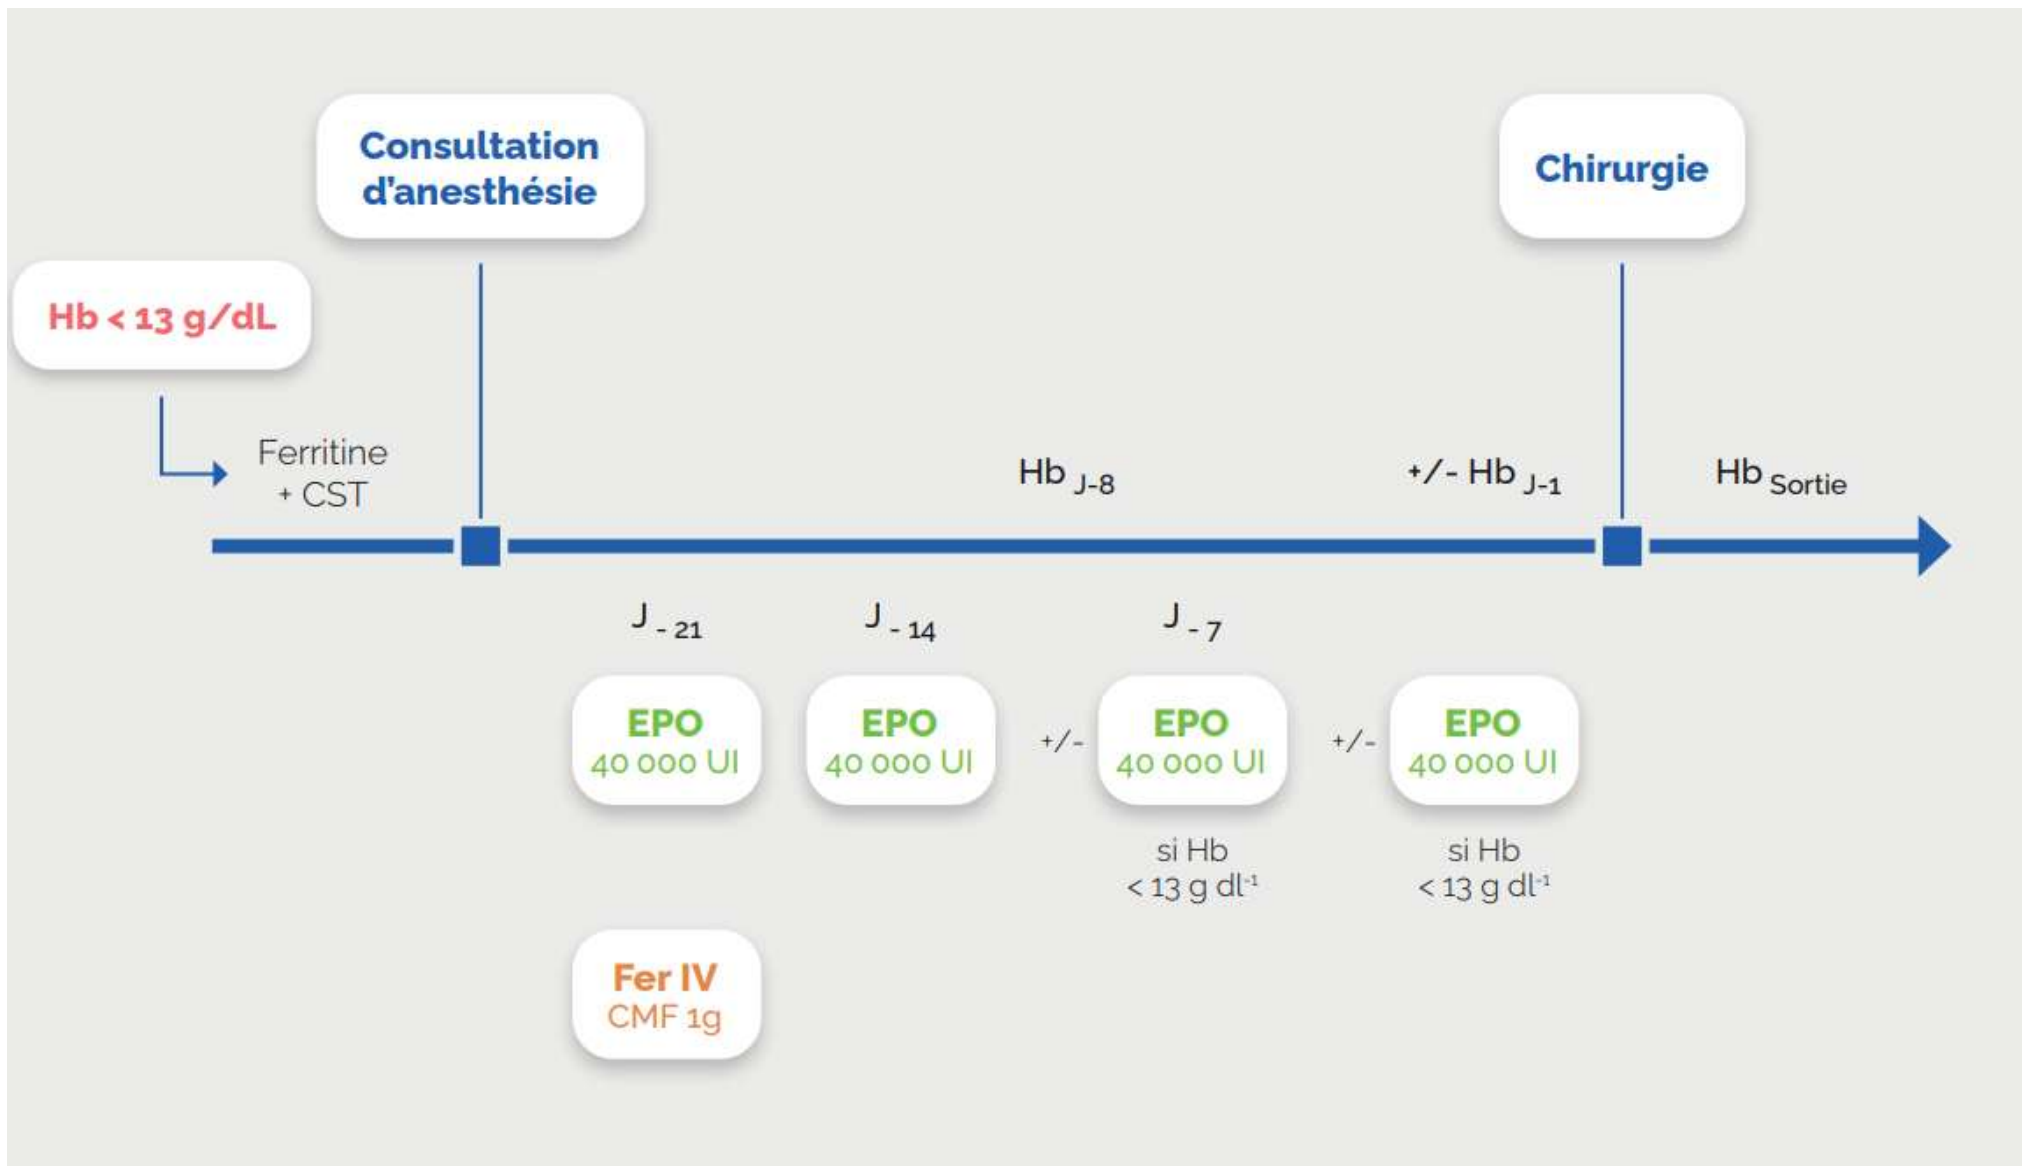 Consultation
d'anesthésie
Chirurgie
Hb < 13 g/dL
Ferritine
+ CST
Hb J-8
+/- Hb J-1
Hb Sortie
J - 21
J - 14
J - 7
EPO
40 000 UI
EPO
40 000 UI
+/-
EPO
40 000 UI
+/-
EPO
40 000 UI
si Hb
< 13 g dl⁻¹
si Hb
< 13 g dl⁻¹
Fer IV
CMF 1g